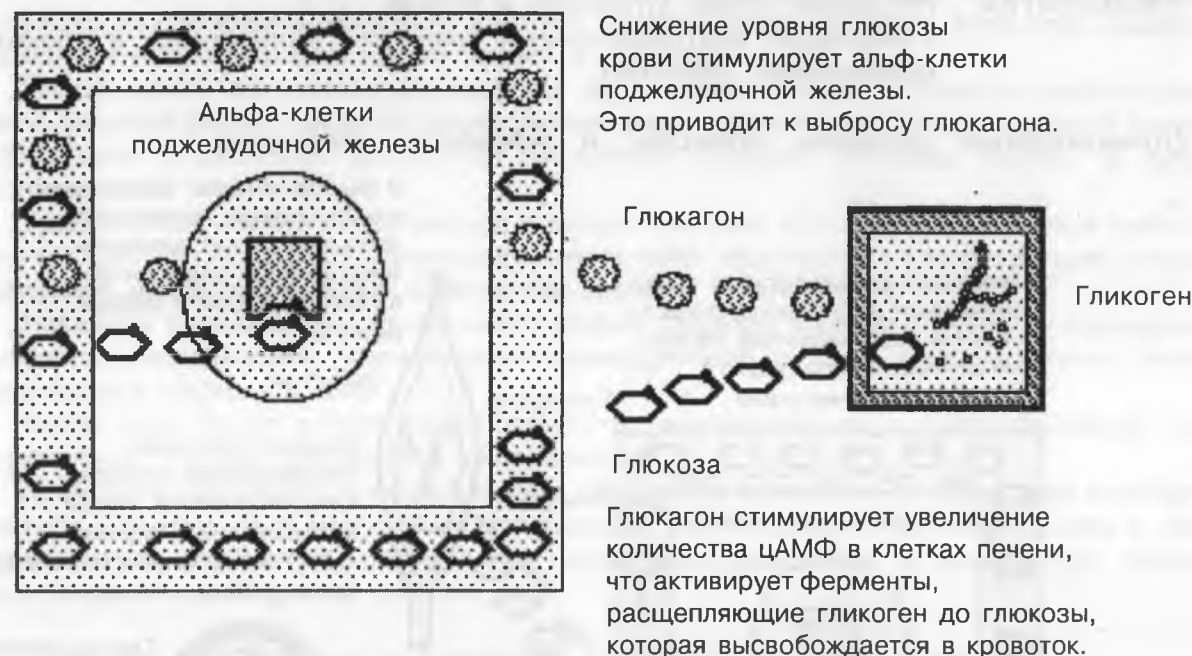 Снижение уровня глюкозы
крови стимулирует альф-клетки
поджелудочной железы.
Это приводит к выбросу глюкагона.
Альфа-клетки
поджелудочной железы
Глюкагон
Гликоген
Глюкоза
Глюкагон стимулирует увеличение
количества цАМФ в клетках печени,
что активирует ферменты,
расщепляющие гликоген до глюкозы,
которая высвобождается в кровоток.